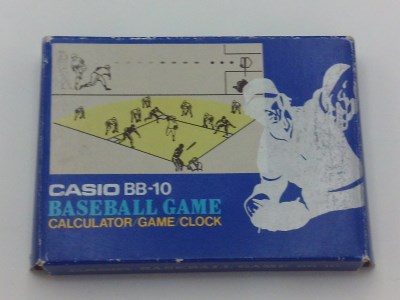 CASIO BB-10
BASEBALL GAME
CALCULATOR/GAME/CLOCK